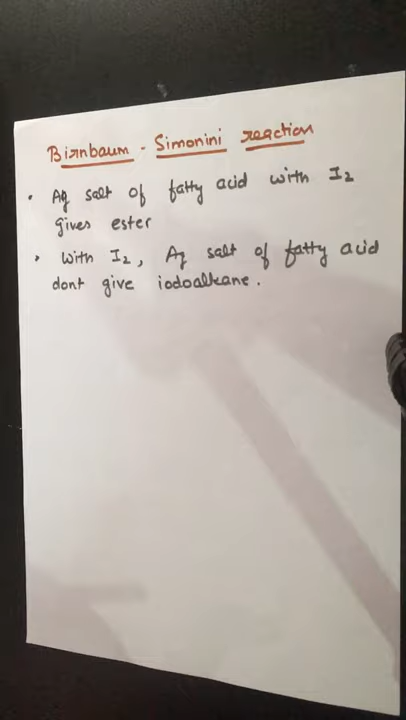 Birnbaum - Simonini reaction
• Ag salt of fatty acid with I2
gives ester
• With I2, Ag salt of fatty acid
dont give iodoalkane.